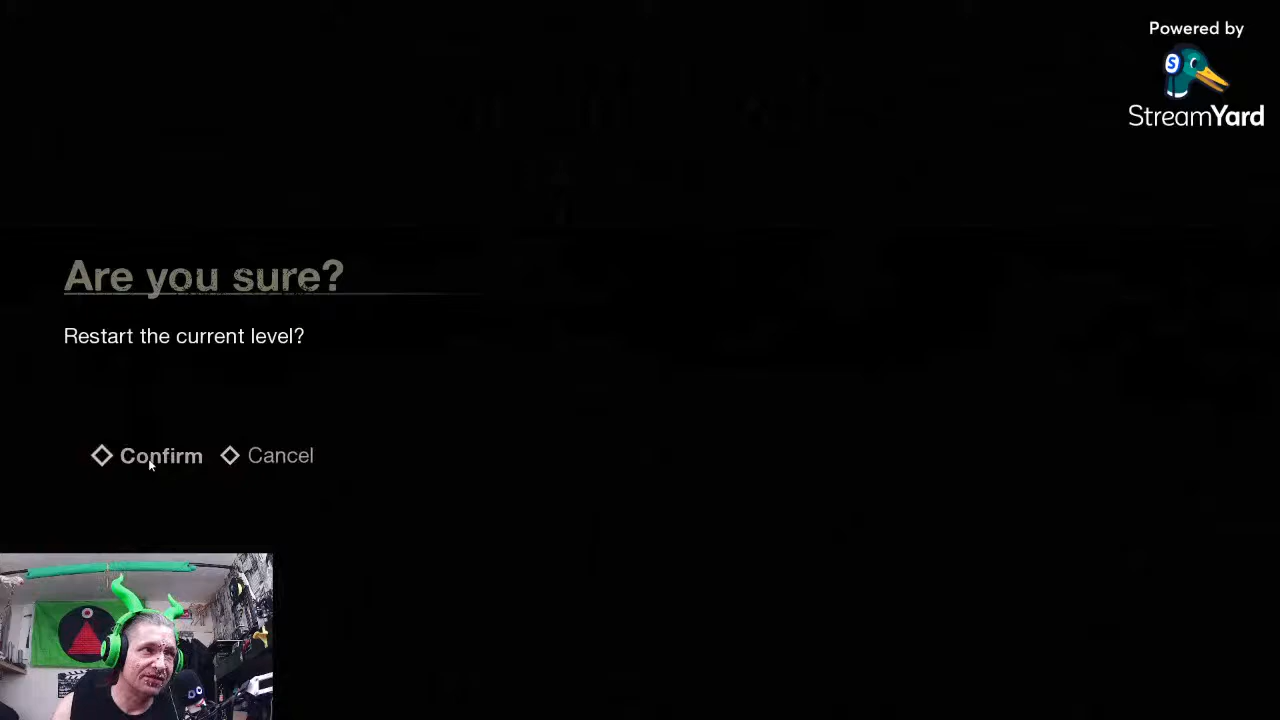 Powered by
StreamYard
Are you sure?
Restart the current level?
Confirm Cancel